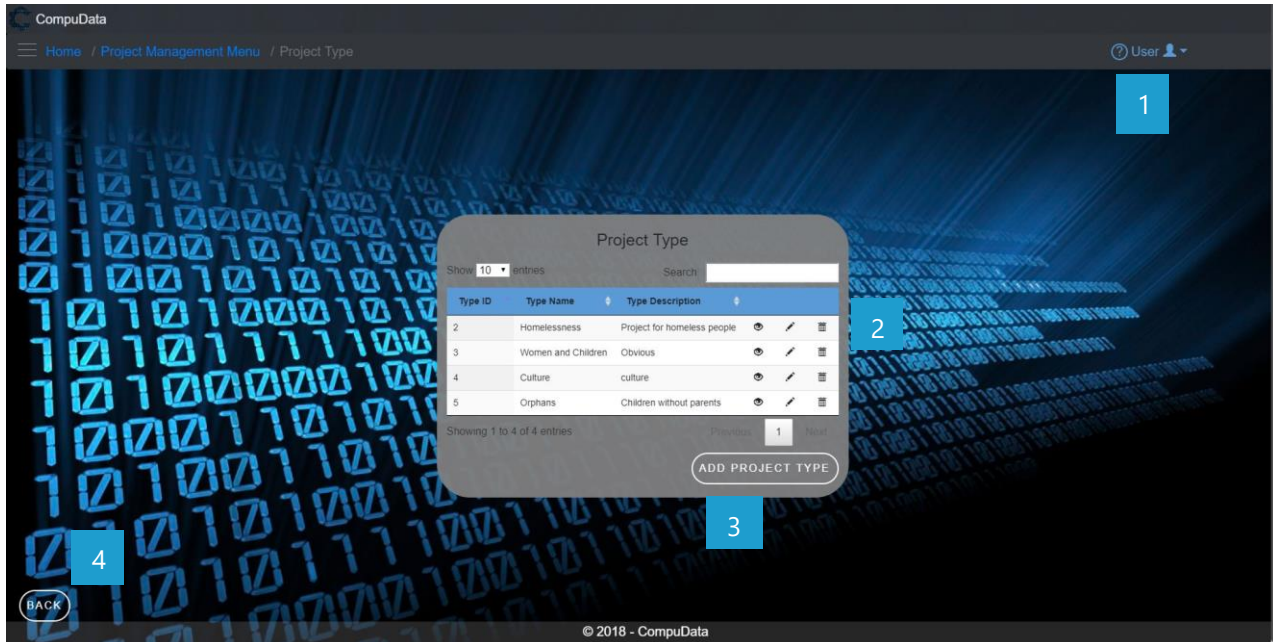 CompuData
Home / Project Management Menu / Project Type
User
1
Project Type
Show 10 entries
Search
Type ID Type Name Type Description
2 Homelessness Project for homeless people
2
3 Women and Children Obvious
4 Culture culture
5 Orphans Children without parents
Showing 1 to 4 of 4 entries
Previous 1 Next
ADD PROJECT TYPE
3
4
BACK
© 2018 - CompuData